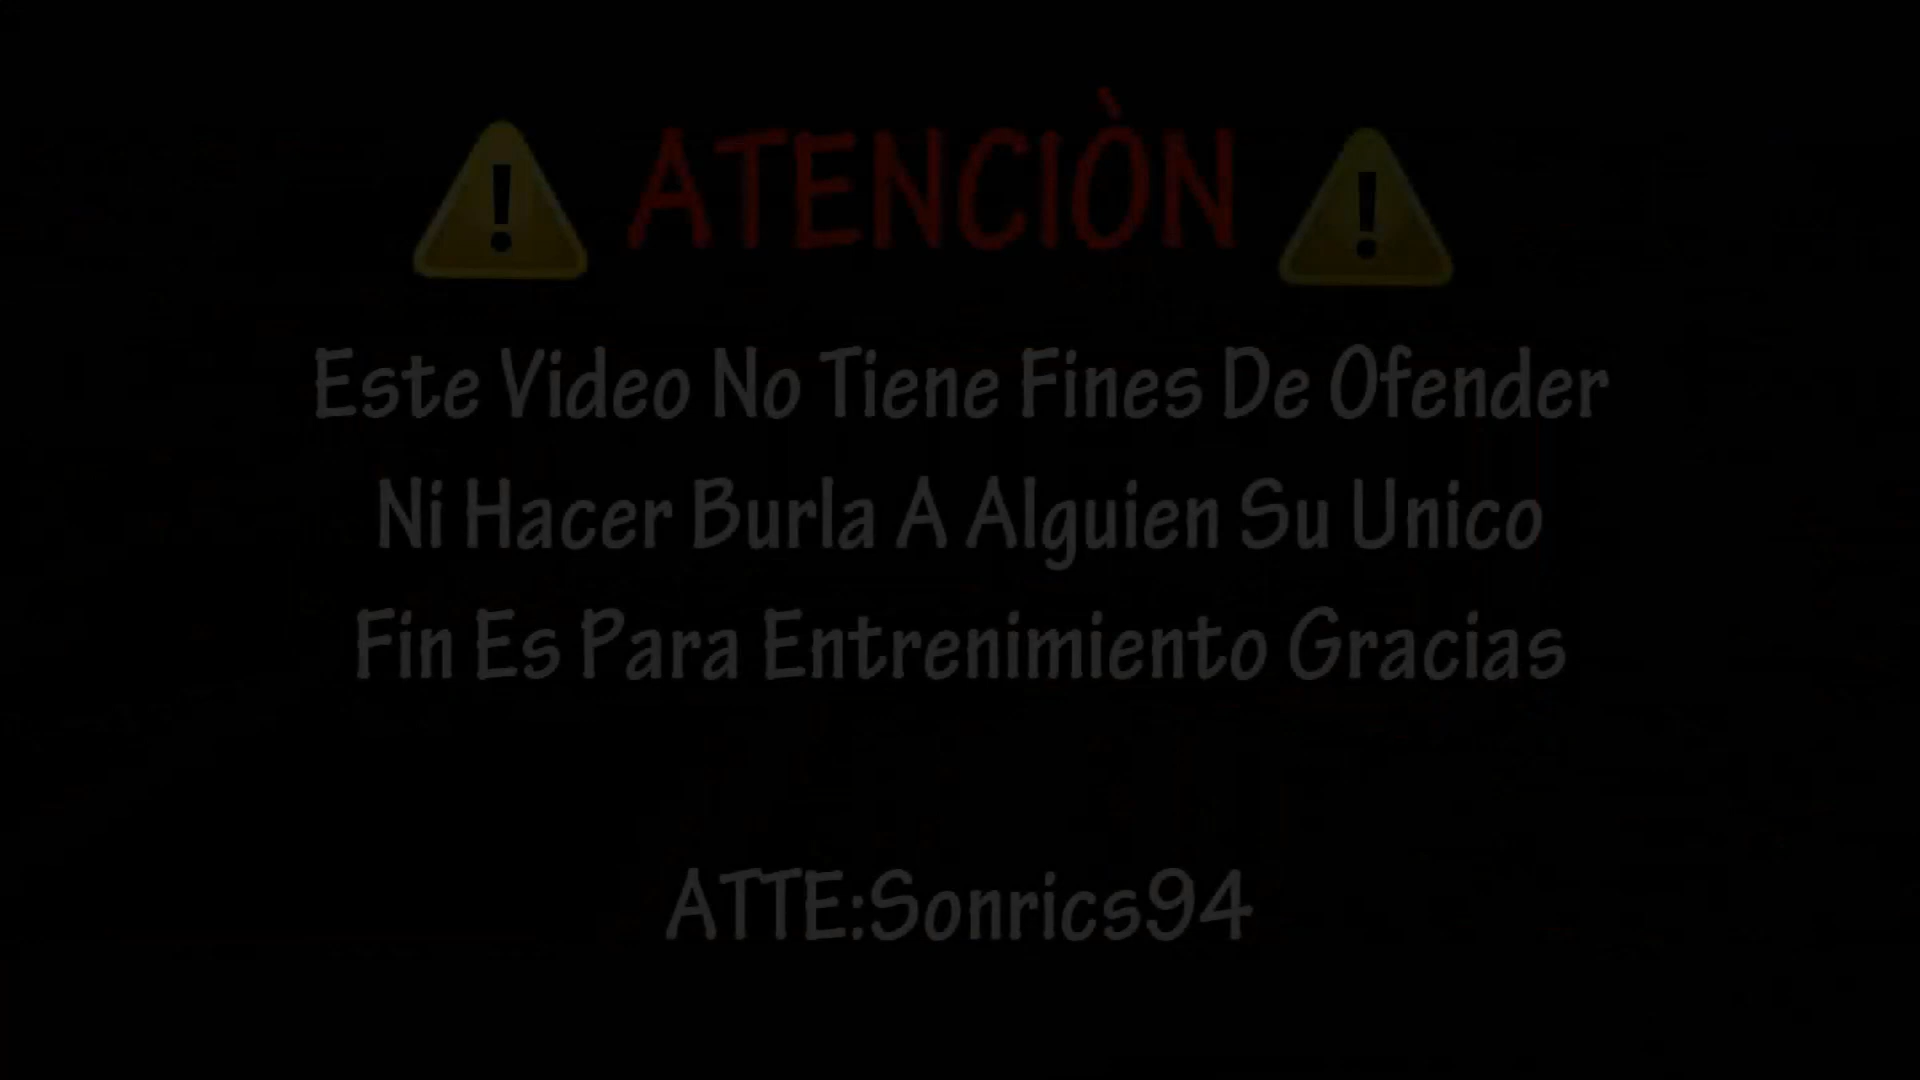 ATENCIÒN
Este Video No Tiene Fines De Ofender
Ni Hacer Burla A Alguien Su Unico
Fin Es Para Entrenimiento Gracias
ATTE:Sonrics94